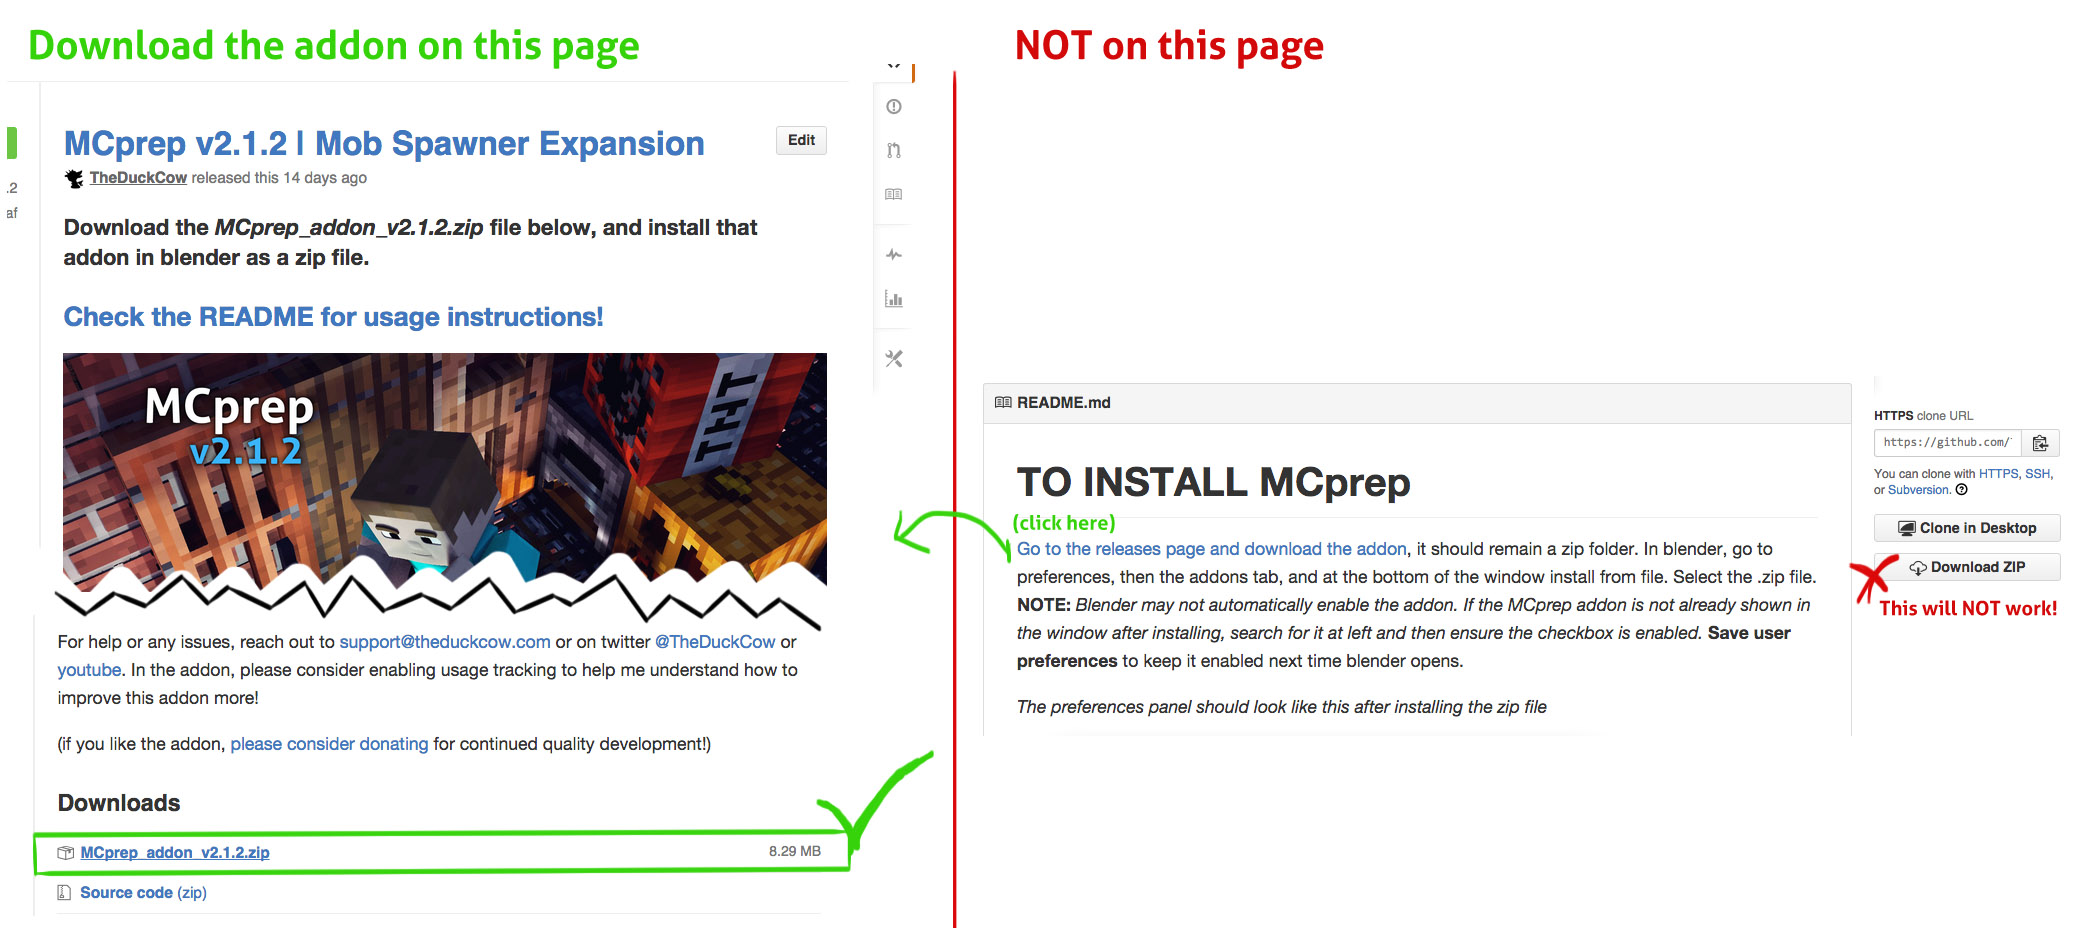 Download the addon on this page
MCprep v2.1.2 | Mob Spawner Expansion
Edit
TheDuckCow released this 14 days ago
.2
af
Download the MCprep_addon_v2.1.2.zip file below, and install that
addon in blender as a zip file.
Check the README for usage instructions!
MCprep
v2.1.2
TNT
For help or any issues, reach out to support@theduckcow.com or on twitter @TheDuckCow or
youtube. In the addon, please consider enabling usage tracking to help me understand how to
improve this addon more!
(if you like the addon, please consider donating for continued quality development!)
Downloads
MCprep_addon_v2.1.2.zip 8.29 MB
Source code (zip)
NOT on this page
README.md
TO INSTALL MCprep
(click here)
Go to the releases page and download the addon, it should remain a zip folder. In blender, go to
preferences, then the addons tab, and at the bottom of the window install from file. Select the .zip file.
NOTE: Blender may not automatically enable the addon. If the MCprep addon is not already shown in
the window after installing, search for it at left and then ensure the checkbox is enabled. Save user
preferences to keep it enabled next time blender opens.
The preferences panel should look like this after installing the zip file
HTTPS clone URL
https://github.com/
You can clone with HTTPS, SSH,
or Subversion.
Clone in Desktop
Download ZIP
This will NOT work!